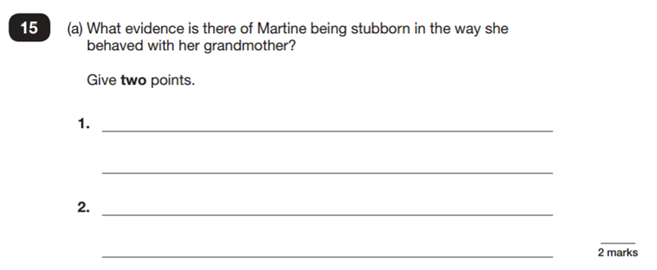 15 (a) What evidence is there of Martine being stubborn in the way she
behaved with her grandmother?
Give two points.
1.
2.
2 marks